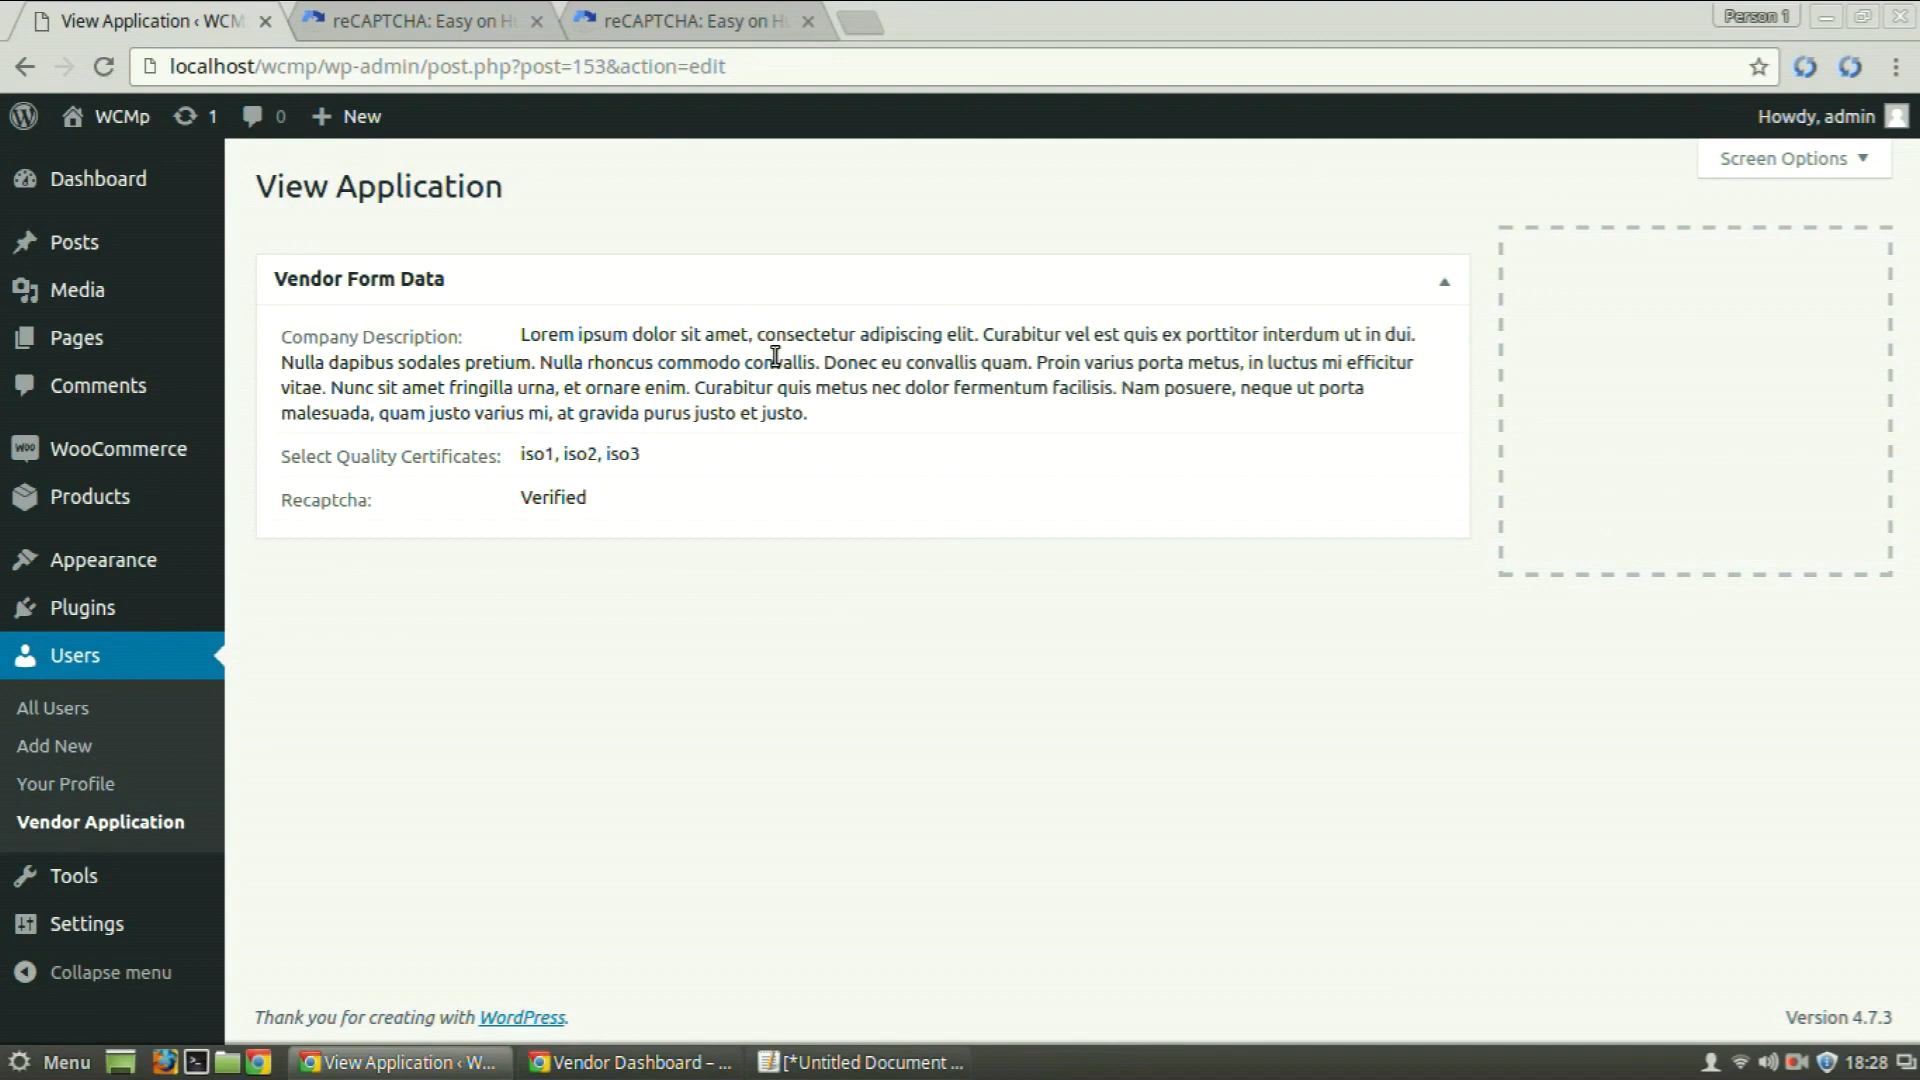 View Application ‹ WCM
reCAPTCHA: Easy on H
reCAPTCHA: Easy on H
Person 1
localhost/wcmp/wp-admin/post.php?post=153&action=edit
WCMp
1
0
New
Howdy, admin
Screen Options
Dashboard
Posts
Media
Pages
Comments
WooCommerce
Products
Appearance
Plugins
Users
All Users
Add New
Your Profile
Vendor Application
Tools
Settings
Collapse menu
View Application
Vendor Form Data
Company Description: Lorem ipsum dolor sit amet, consectetur adipiscing elit. Curabitur vel est quis ex porttitor interdum ut in dui.
Nulla dapibus sodales pretium. Nulla rhoncus commodo convallis. Donec eu convallis quam. Proin varius porta metus, in luctus mi efficitur
vitae. Nunc sit amet fringilla urna, et ornare enim. Curabitur quis metus nec dolor fermentum facilisis. Nam posuere, neque ut porta
malesuada, quam justo varius mi, at gravida purus justo et justo.
Select Quality Certificates: iso1, iso2, iso3
Recaptcha: Verified
Thank you for creating with WordPress.
Version 4.7.3
Menu
View Application ‹ W...
Vendor Dashboard – ...
[*Untitled Document ...
18:28